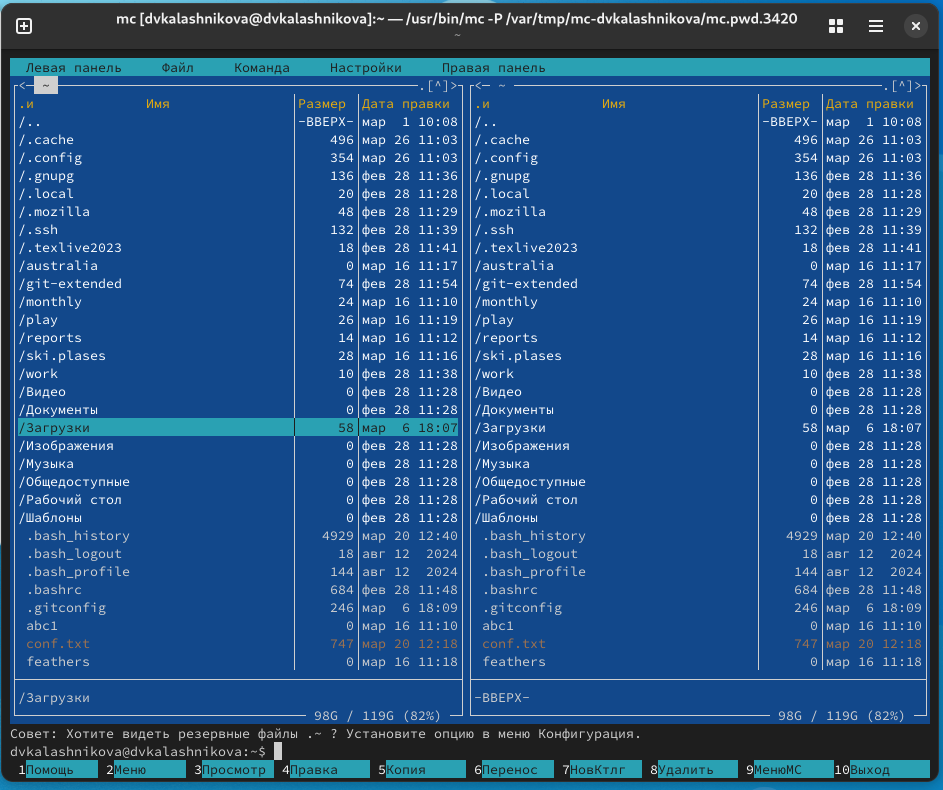 mc [dvkalashnikova@dvkalashnikova]:~ — /usr/bin/mc -P /var/tmp/mc-dvkalashnikova/mc.pwd.3420
~
Левая панель Файл Команда Настройки Правая панель
<─ ~ .[^]> <─ ~ .[^]>
.и Имя Размер Дата правки .и Имя Размер Дата правки
/.. -ВВЕРХ- мар 1 10:08 /.. -ВВЕРХ- мар 1 10:08
/.cache 496 мар 26 11:03 /.cache 496 мар 26 11:03
/.config 354 мар 26 11:03 /.config 354 мар 26 11:03
/.gnupg 136 фев 28 11:36 /.gnupg 136 фев 28 11:36
/.local 20 фев 28 11:28 /.local 20 фев 28 11:28
/.mozilla 48 фев 28 11:29 /.mozilla 48 фев 28 11:29
/.ssh 132 фев 28 11:39 /.ssh 132 фев 28 11:39
/.texlive2023 18 фев 28 11:41 /.texlive2023 18 фев 28 11:41
/australia 0 мар 16 11:17 /australia 0 мар 16 11:17
/git-extended 74 фев 28 11:54 /git-extended 74 фев 28 11:54
/monthly 24 мар 16 11:10 /monthly 24 мар 16 11:10
/play 26 мар 16 11:19 /play 26 мар 16 11:19
/reports 14 мар 16 11:12 /reports 14 мар 16 11:12
/ski.plases 28 мар 16 11:16 /ski.plases 28 мар 16 11:16
/work 10 фев 28 11:38 /work 10 фев 28 11:38
/Видео 0 фев 28 11:28 /Видео 0 фев 28 11:28
/Документы 0 фев 28 11:28 /Документы 0 фев 28 11:28
/Загрузки 58 мар 6 18:07 /Загрузки 58 мар 6 18:07
/Изображения 0 фев 28 11:28 /Изображения 0 фев 28 11:28
/Музыка 0 фев 28 11:28 /Музыка 0 фев 28 11:28
/Общедоступные 0 фев 28 11:28 /Общедоступные 0 фев 28 11:28
/Рабочий стол 0 фев 28 11:28 /Рабочий стол 0 фев 28 11:28
/Шаблоны 0 фев 28 11:28 /Шаблоны 0 фев 28 11:28
.bash_history 4929 мар 20 12:40 .bash_history 4929 мар 20 12:40
.bash_logout 18 авг 12 2024 .bash_logout 18 авг 12 2024
.bash_profile 144 авг 12 2024 .bash_profile 144 авг 12 2024
.bashrc 684 фев 28 11:48 .bashrc 684 фев 28 11:48
.gitconfig 246 мар 6 18:09 .gitconfig 246 мар 6 18:09
abc1 0 мар 16 11:10 abc1 0 мар 16 11:10
conf.txt 747 мар 20 12:18 conf.txt 747 мар 20 12:18
feathers 0 мар 16 11:18 feathers 0 мар 16 11:18
/Загрузки -ВВЕРХ-
98G / 119G (82%) 98G / 119G (82%)
Совет: Хотите видеть резервные файлы .~ ? Установите опцию в меню Конфигурация.
dvkalashnikova@dvkalashnikova:~$
1Помощь 2Меню 3Просмотр 4Правка 5Копия 6Перенос 7НовКтлг 8Удалить 9МенюMC 10Выход